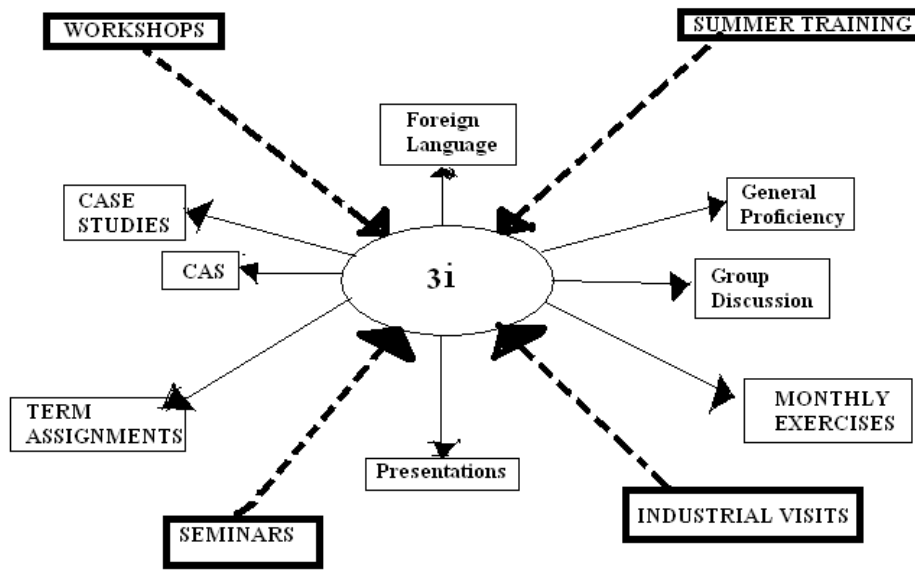 WORKSHOPS
SUMMER TRAINING
Foreign
Language
CASE
STUDIES
General
Proficiency
CAS
3i
Group
Discussion
TERM
ASSIGNMENTS
MONTHLY
EXERCISES
Presentations
SEMINARS
INDUSTRIAL VISITS